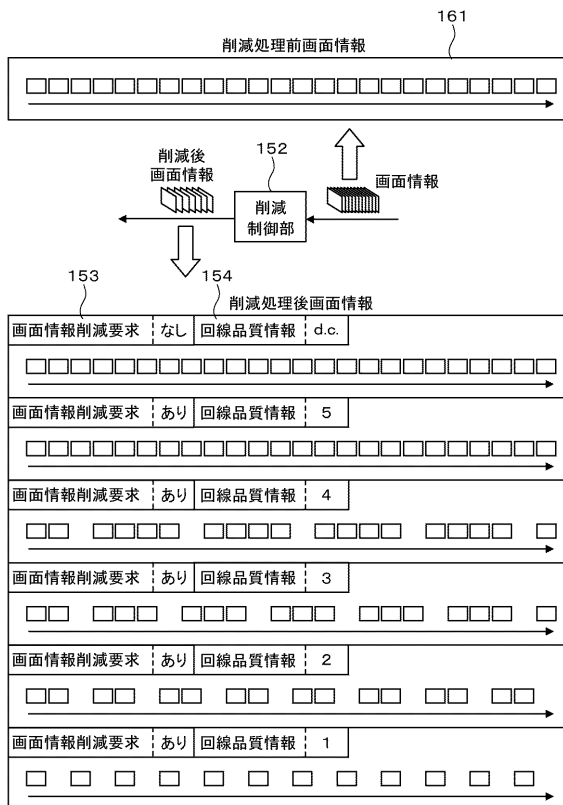 161
削減処理前画面情報
削減後
画面情報
152
削減
制御部
画面情報
153
154
削減処理後画面情報
画面情報削減要求 なし 回線品質情報 d.c.
画面情報削減要求 あり 回線品質情報 5
画面情報削減要求 あり 回線品質情報 4
画面情報削減要求 あり 回線品質情報 3
画面情報削減要求 あり 回線品質情報 2
画面情報削減要求 あり 回線品質情報 1